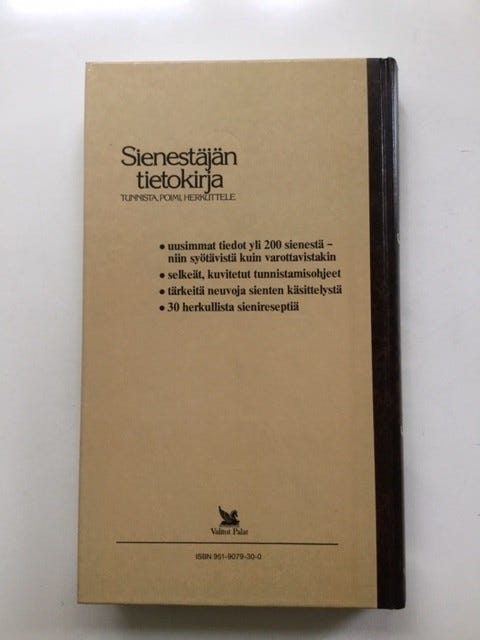 Sienestäjän
tietokirja
TUNNISTA, POIMI, HERKUTTELE
• uusimmat tiedot yli 200 sienestä –
niin syötävistä kuin varottavistakin
• selkeät, kuvitetut tunnistamisohjeet
• tärkeitä neuvoja sienten käsittelystä
• 30 herkullista sienireseptiä
Valitut Palat
ISBN 951-9079-30-0